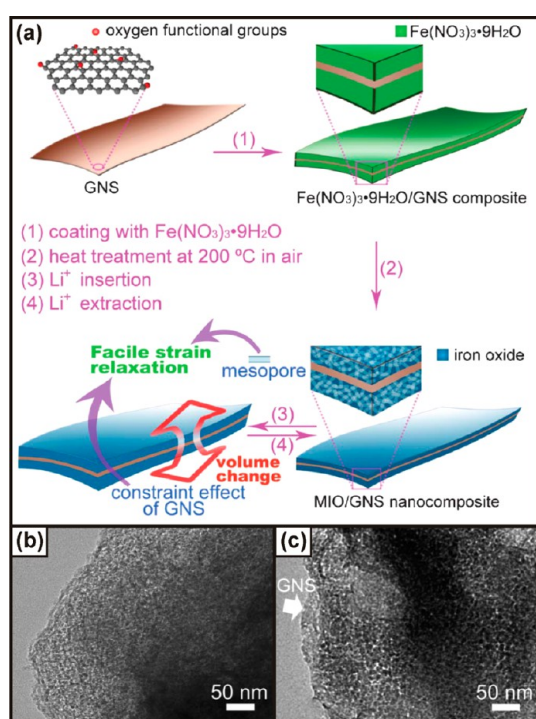 (a)
oxygen functional groups
Fe(NO₃)₃•9H₂O
(1)
GNS
Fe(NO₃)₃•9H₂O/GNS composite
(1) coating with Fe(NO₃)₃•9H₂O
(2) heat treatment at 200 ºC in air
(3) Li⁺ insertion
(4) Li⁺ extraction
(2)
Facile strain
relaxation
mesopore
iron oxide
(3)
(4)
volume
change
constraint effect
of GNS
MIO/GNS nanocomposite
(b)
50 nm
(c)
GNS
50 nm